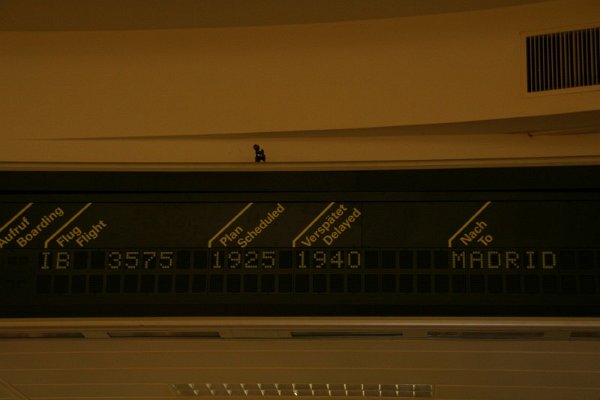 Aufruf
Boarding
Flug
Flight
Plan
Scheduled
Verspätet
Delayed
Nach
To
IB 3575 1925 1940 MADRID